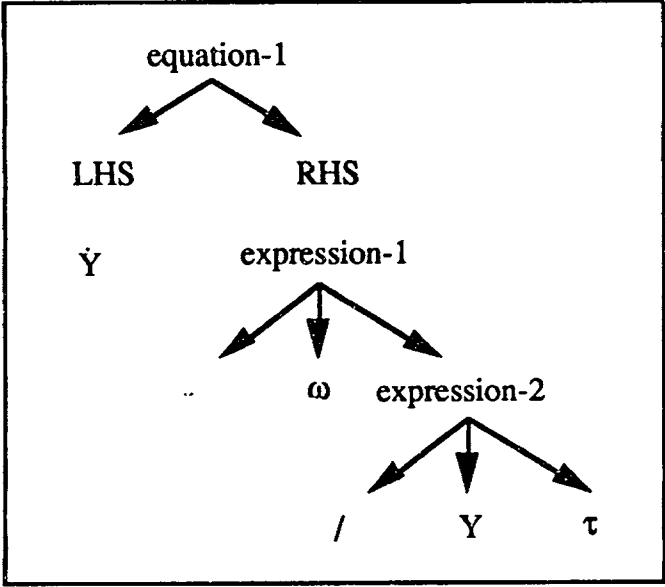 equation-1
LHS RHS
Ẏ expression-1
ω expression-2
/ Y τ